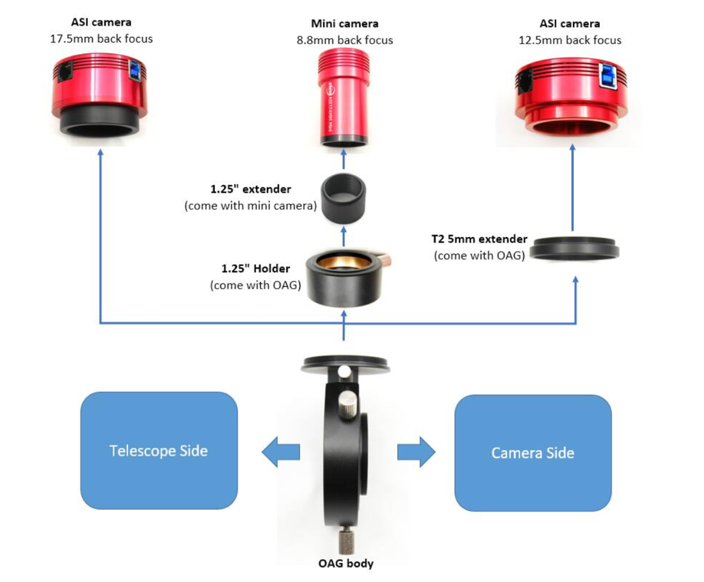 ASI camera
17.5mm back focus
Mini camera
8.8mm back focus
ASI camera
12.5mm back focus
1.25" extender
(come with mini camera)
T2 5mm extender
(come with OAG)
1.25" Holder
(come with OAG)
Telescope Side
Camera Side
OAG body